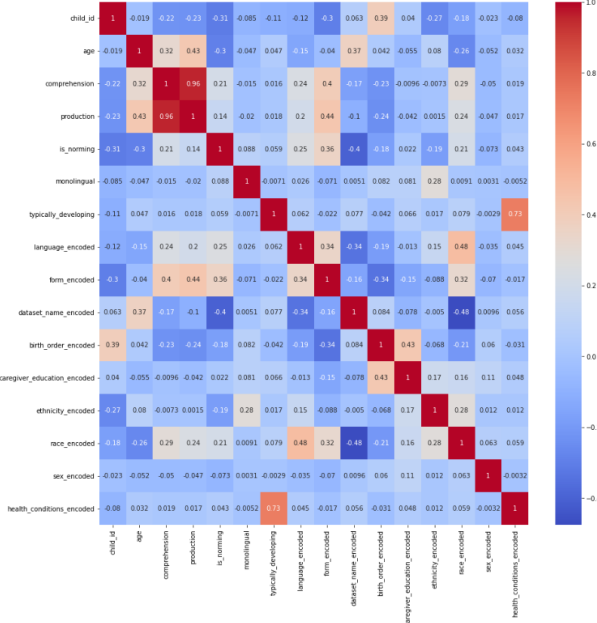 child_id 1 -0.019 -0.22 -0.23 -0.31 -0.085 -0.11 -0.12 -0.3 0.063 0.39 0.04 -0.27 -0.18 -0.023 -0.08
age -0.019 1 0.32 0.43 -0.3 -0.047 0.047 -0.15 -0.04 0.37 0.042 -0.055 0.08 -0.26 -0.052 0.032
comprehension -0.22 0.32 1 0.96 0.21 -0.015 0.016 0.24 0.4 -0.17 -0.23 -0.0096 -0.0073 0.29 -0.05 0.019
production -0.23 0.43 0.96 1 0.14 -0.02 0.018 0.2 0.44 -0.1 -0.24 -0.042 0.0015 0.24 -0.047 0.017
is_norming -0.31 -0.3 0.21 0.14 1 0.088 0.059 0.25 0.36 -0.4 -0.18 0.022 -0.19 0.21 -0.073 0.043
monolingual -0.085 -0.047 -0.015 -0.02 0.088 1 -0.0071 0.026 -0.071 0.0051 0.082 0.081 0.28 0.0091 0.0031 -0.0052
typically_developing -0.11 0.047 0.016 0.018 0.059 -0.0071 1 0.062 -0.022 0.077 -0.042 0.066 0.017 0.079 -0.0029 0.73
language_encoded -0.12 -0.15 0.24 0.2 0.25 0.026 0.062 1 0.34 -0.34 -0.19 -0.013 0.15 0.48 -0.035 0.045
form_encoded -0.3 -0.04 0.4 0.44 0.36 -0.071 -0.022 0.34 1 -0.16 -0.34 -0.15 -0.088 0.32 -0.07 -0.017
dataset_name_encoded 0.063 0.37 -0.17 -0.1 -0.4 0.0051 0.077 -0.34 -0.16 1 0.084 -0.078 -0.005 -0.48 0.0096 0.056
birth_order_encoded 0.39 0.042 -0.23 -0.24 -0.18 0.082 -0.042 -0.19 -0.34 0.084 1 0.43 -0.068 -0.21 0.06 -0.031
caregiver_education_encoded 0.04 -0.055 -0.0096 -0.042 0.022 0.081 0.066 -0.013 -0.15 -0.078 0.43 1 0.17 0.16 0.11 0.048
ethnicity_encoded -0.27 0.08 -0.0073 0.0015 -0.19 0.28 0.017 0.15 -0.088 -0.005 -0.068 0.17 1 0.28 0.012 0.012
race_encoded -0.18 -0.26 0.29 0.24 0.21 0.0091 0.079 0.48 0.32 -0.48 -0.21 0.16 0.28 1 0.063 0.059
sex_encoded -0.023 -0.052 -0.05 -0.047 -0.073 0.0031 -0.0029 -0.035 -0.07 0.0096 0.06 0.11 0.012 0.063 1 -0.0032
health_conditions_encoded -0.08 0.032 0.019 0.017 0.043 -0.0052 0.73 0.045 -0.017 0.056 -0.031 0.048 0.012 0.059 -0.0032 1
child_id
age
comprehension
production
is_norming
monolingual
typically_developing
language_encoded
form_encoded
dataset_name_encoded
birth_order_encoded
aregiver_education_encoded
ethnicity_encoded
race_encoded
sex_encoded
health_conditions_encoded
1.0
0.8
0.6
0.4
0.2
0.0
-0.
-0.